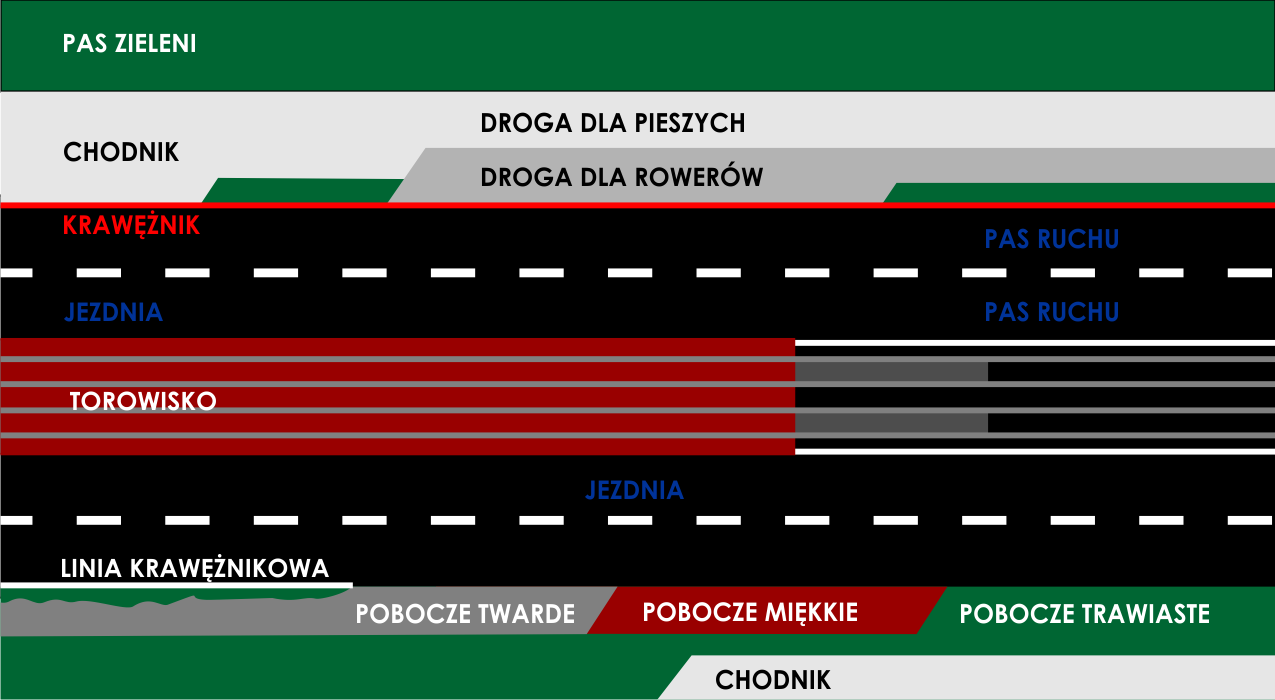 PAS ZIELENI
DROGA DLA PIESZYCH
CHODNIK
DROGA DLA ROWERÓW
KRAWĘŻNIK
PAS RUCHU
JEZDNIA
PAS RUCHU
TOROWISKO
JEZDNIA
LINIA KRAWĘŻNIKOWA
POBOCZE TWARDE
POBOCZE MIĘKKIE
POBOCZE TRAWIASTE
CHODNIK